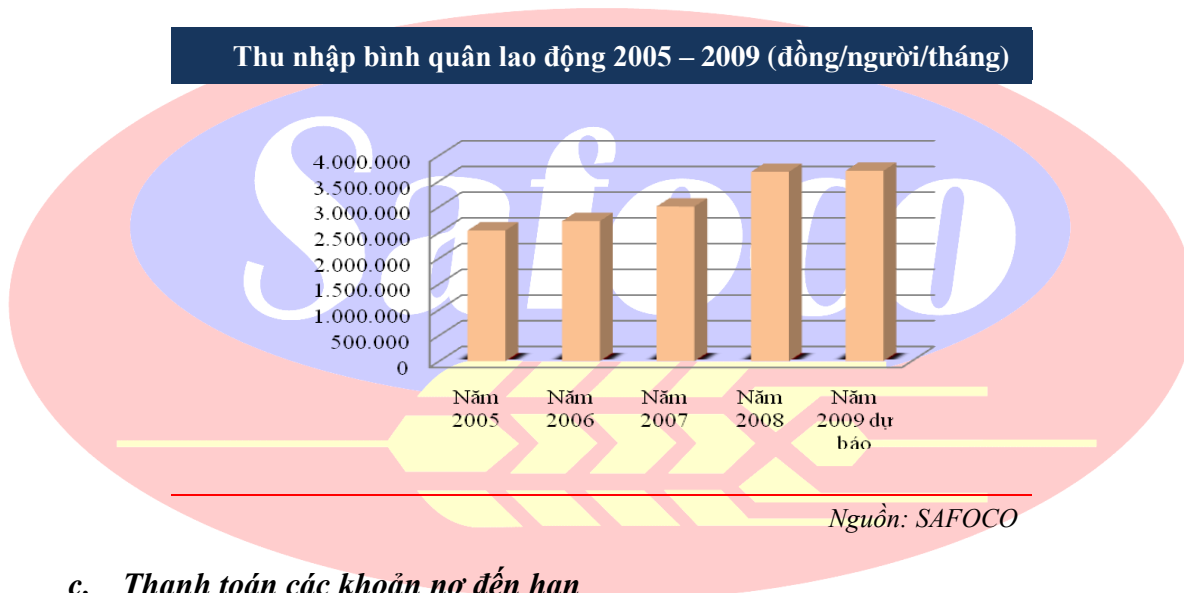 Thu nhập bình quân lao động 2005 – 2009 (đồng/người/tháng)
Safoco
4.000.000
3.500.000
3.000.000
2.500.000
2.000.000
1.500.000
1.000.000
500.000
0
Năm 2005
Năm 2006
Năm 2007
Năm 2008
Năm 2009 dự báo
Nguồn: SAFOCO
c. Thanh toán các khoản nợ đến hạn